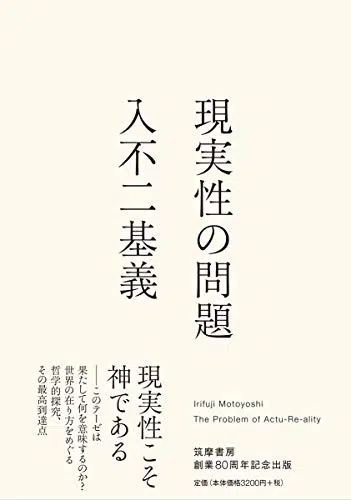 現実性の問題
入不二基義
現実性こそ
神である
──このテーゼは
果たして何を意味するのか?
世界の在り方をめぐる
哲学的探究、
その最高到達点
Irifuji Motoyoshi
The Problem of Actu-Re-ality
筑摩書房
創業80周年記念出版
定価(本体価格3200円+税)